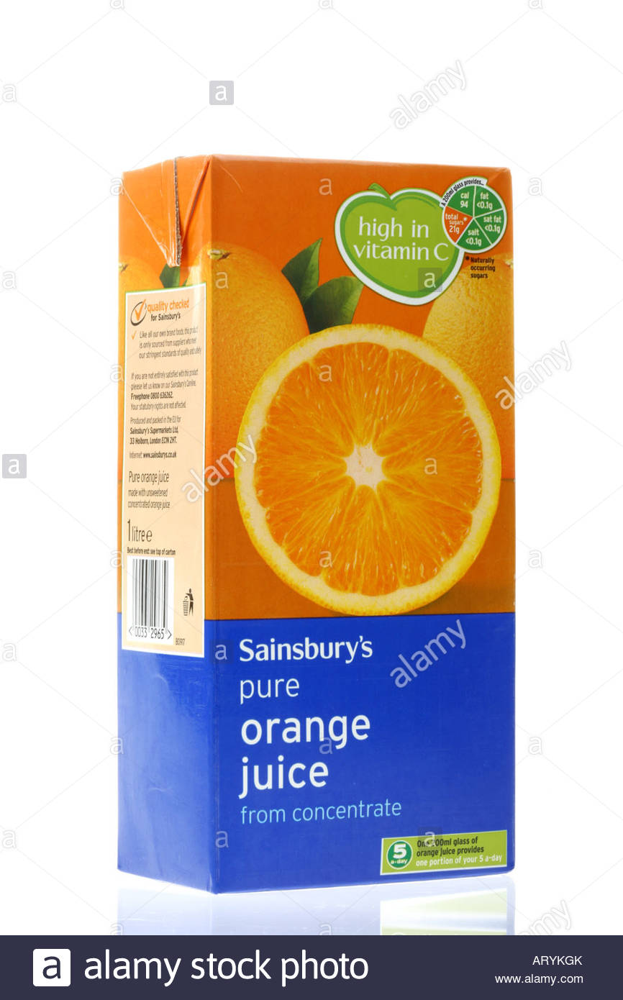 high in
vitamin C
A 200ml glass provides...
cal
94
fat
<0.1g
sat fat
<0.1g
salt
<0.1g
total
sugars*
21g
*Naturally
occurring
sugars
quality checked
for Sainsbury's
Like all our own brand foods, this product
is only sourced from suppliers who meet
our stringent standards of quality and safety
If you are not entirely satisfied with this product
please let us know on our Sainsbury's Careline.
Freephone 0800 636262.
Your statutory rights are not affected.
Produced and packed in the EU for
Sainsbury's Supermarkets Ltd,
33 Holborn, London EC1N 2HT.
Internet: www.sainsburys.co.uk
Pure orange juice
made with unsweetened
concentrated orange juice
1 litre e
Best before end: see top of carton
<0033 2965>
Sainsbury's
pure
orange
juice
from concentrate
5
a-day
One 200ml glass of
orange juice provides
one portion of your 5 a-day
alamy
alamy
alamy
alamy
alamy
a alamy stock photo
ARYKGK
www.alamy.com